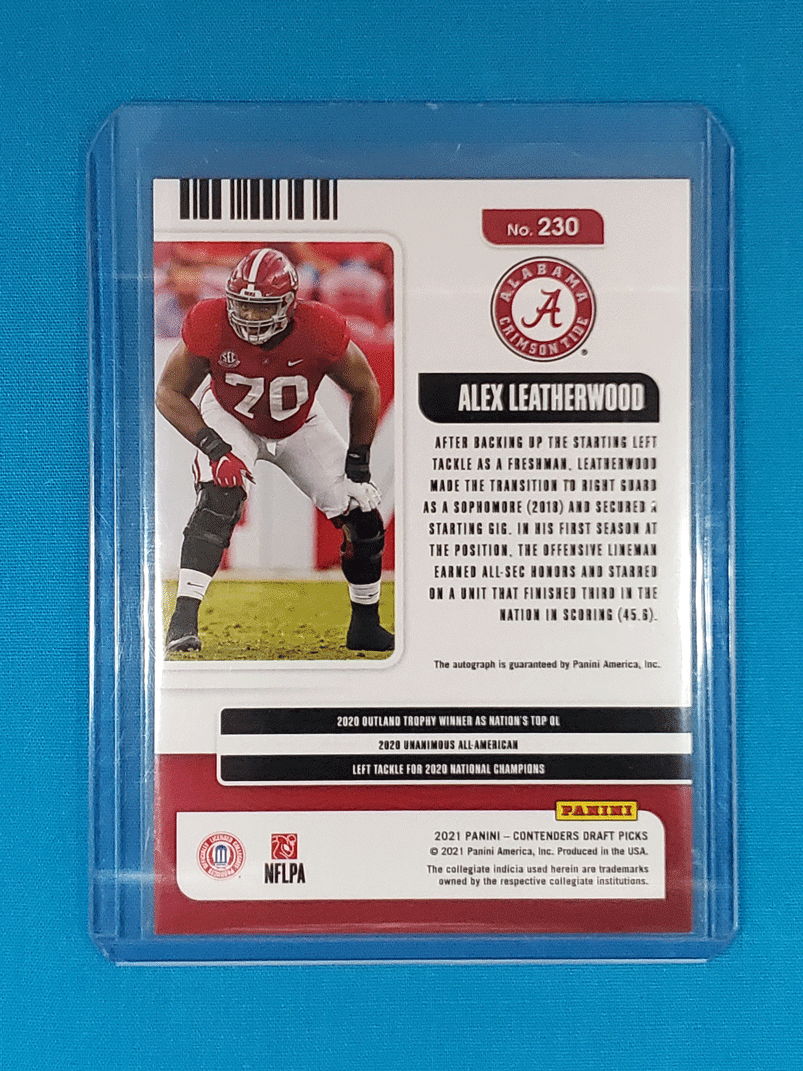 No. 230
ALABAMA
A
CRIMSON TIDE
®
ALEX LEATHERWOOD
SEC
70
AFTER BACKING UP THE STARTING LEFT
TACKLE AS A FRESHMAN, LEATHERWOOD
MADE THE TRANSITION TO RIGHT GUARD
AS A SOPHOMORE (2018) AND SECURED A
STARTING GIG. IN HIS FIRST SEASON AT
THE POSITION, THE OFFENSIVE LINEMAN
EARNED ALL-SEC HONORS AND STARRED
ON A UNIT THAT FINISHED THIRD IN THE
NATION IN SCORING (45.6).
The autograph is guaranteed by Panini America, Inc.
2020 OUTLAND TROPHY WINNER AS NATION'S TOP OL
2020 UNANIMOUS ALL-AMERICAN
LEFT TACKLE FOR 2020 NATIONAL CHAMPIONS
PANINI
OFFICIALLY LICENSED COLLEGIATE PRODUCTS
NFLPA
2021 PANINI – CONTENDERS DRAFT PICKS
© 2021 Panini America, Inc. Produced in the USA.
The collegiate indicia used herein are trademarks
owned by the respective collegiate institutions.